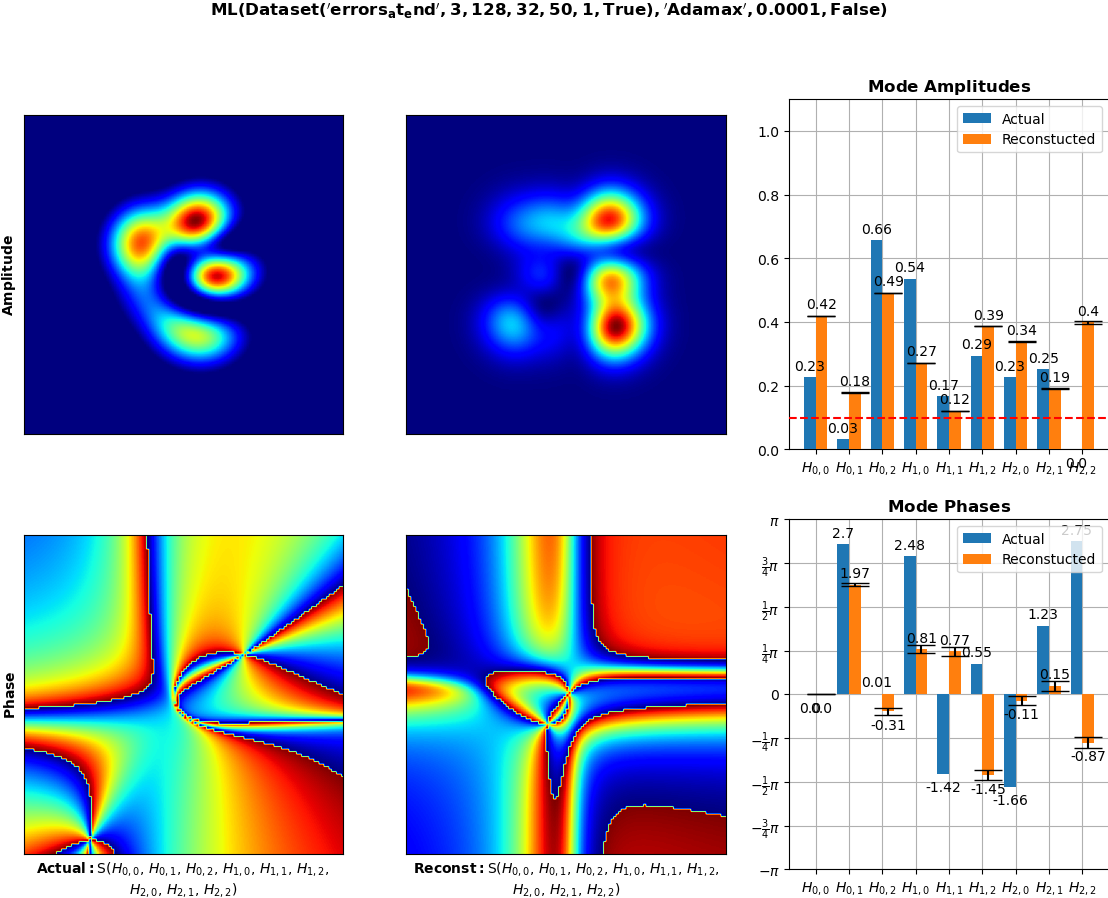 ML(Dataset('errors_at_end', 3, 128, 32, 50, 1, True), 'Adamax', 0.0001, False)
Amplitude
Mode Amplitudes
Actual
Reconstucted
1.0
0.8
0.6
0.4
0.2
0.0
0.23 0.42 0.03 0.18 0.66 0.49 0.54 0.27 0.17 0.12 0.29 0.39 0.23 0.34 0.25 0.19 0.0 0.4
H0,0 H0,1 H0,2 H1,0 H1,1 H1,2 H2,0 H2,1 H2,2
Phase
Actual: S(H0,0, H0,1, H0,2, H1,0, H1,1, H1,2,
H2,0, H2,1, H2,2)
Reconst: S(H0,0, H0,1, H0,2, H1,0, H1,1, H1,2,
H2,0, H2,1, H2,2)
Mode Phases
Actual
Reconstucted
π
3/4π
1/2π
1/4π
0
−1/4π
−1/2π
−3/4π
−π
0.0 0.0 2.7 1.97 0.01 -0.31 2.48 0.81 -1.42 0.77 0.55 -1.45 -1.66 -0.11 1.23 0.15 2.75 -0.87
H0,0 H0,1 H0,2 H1,0 H1,1 H1,2 H2,0 H2,1 H2,2